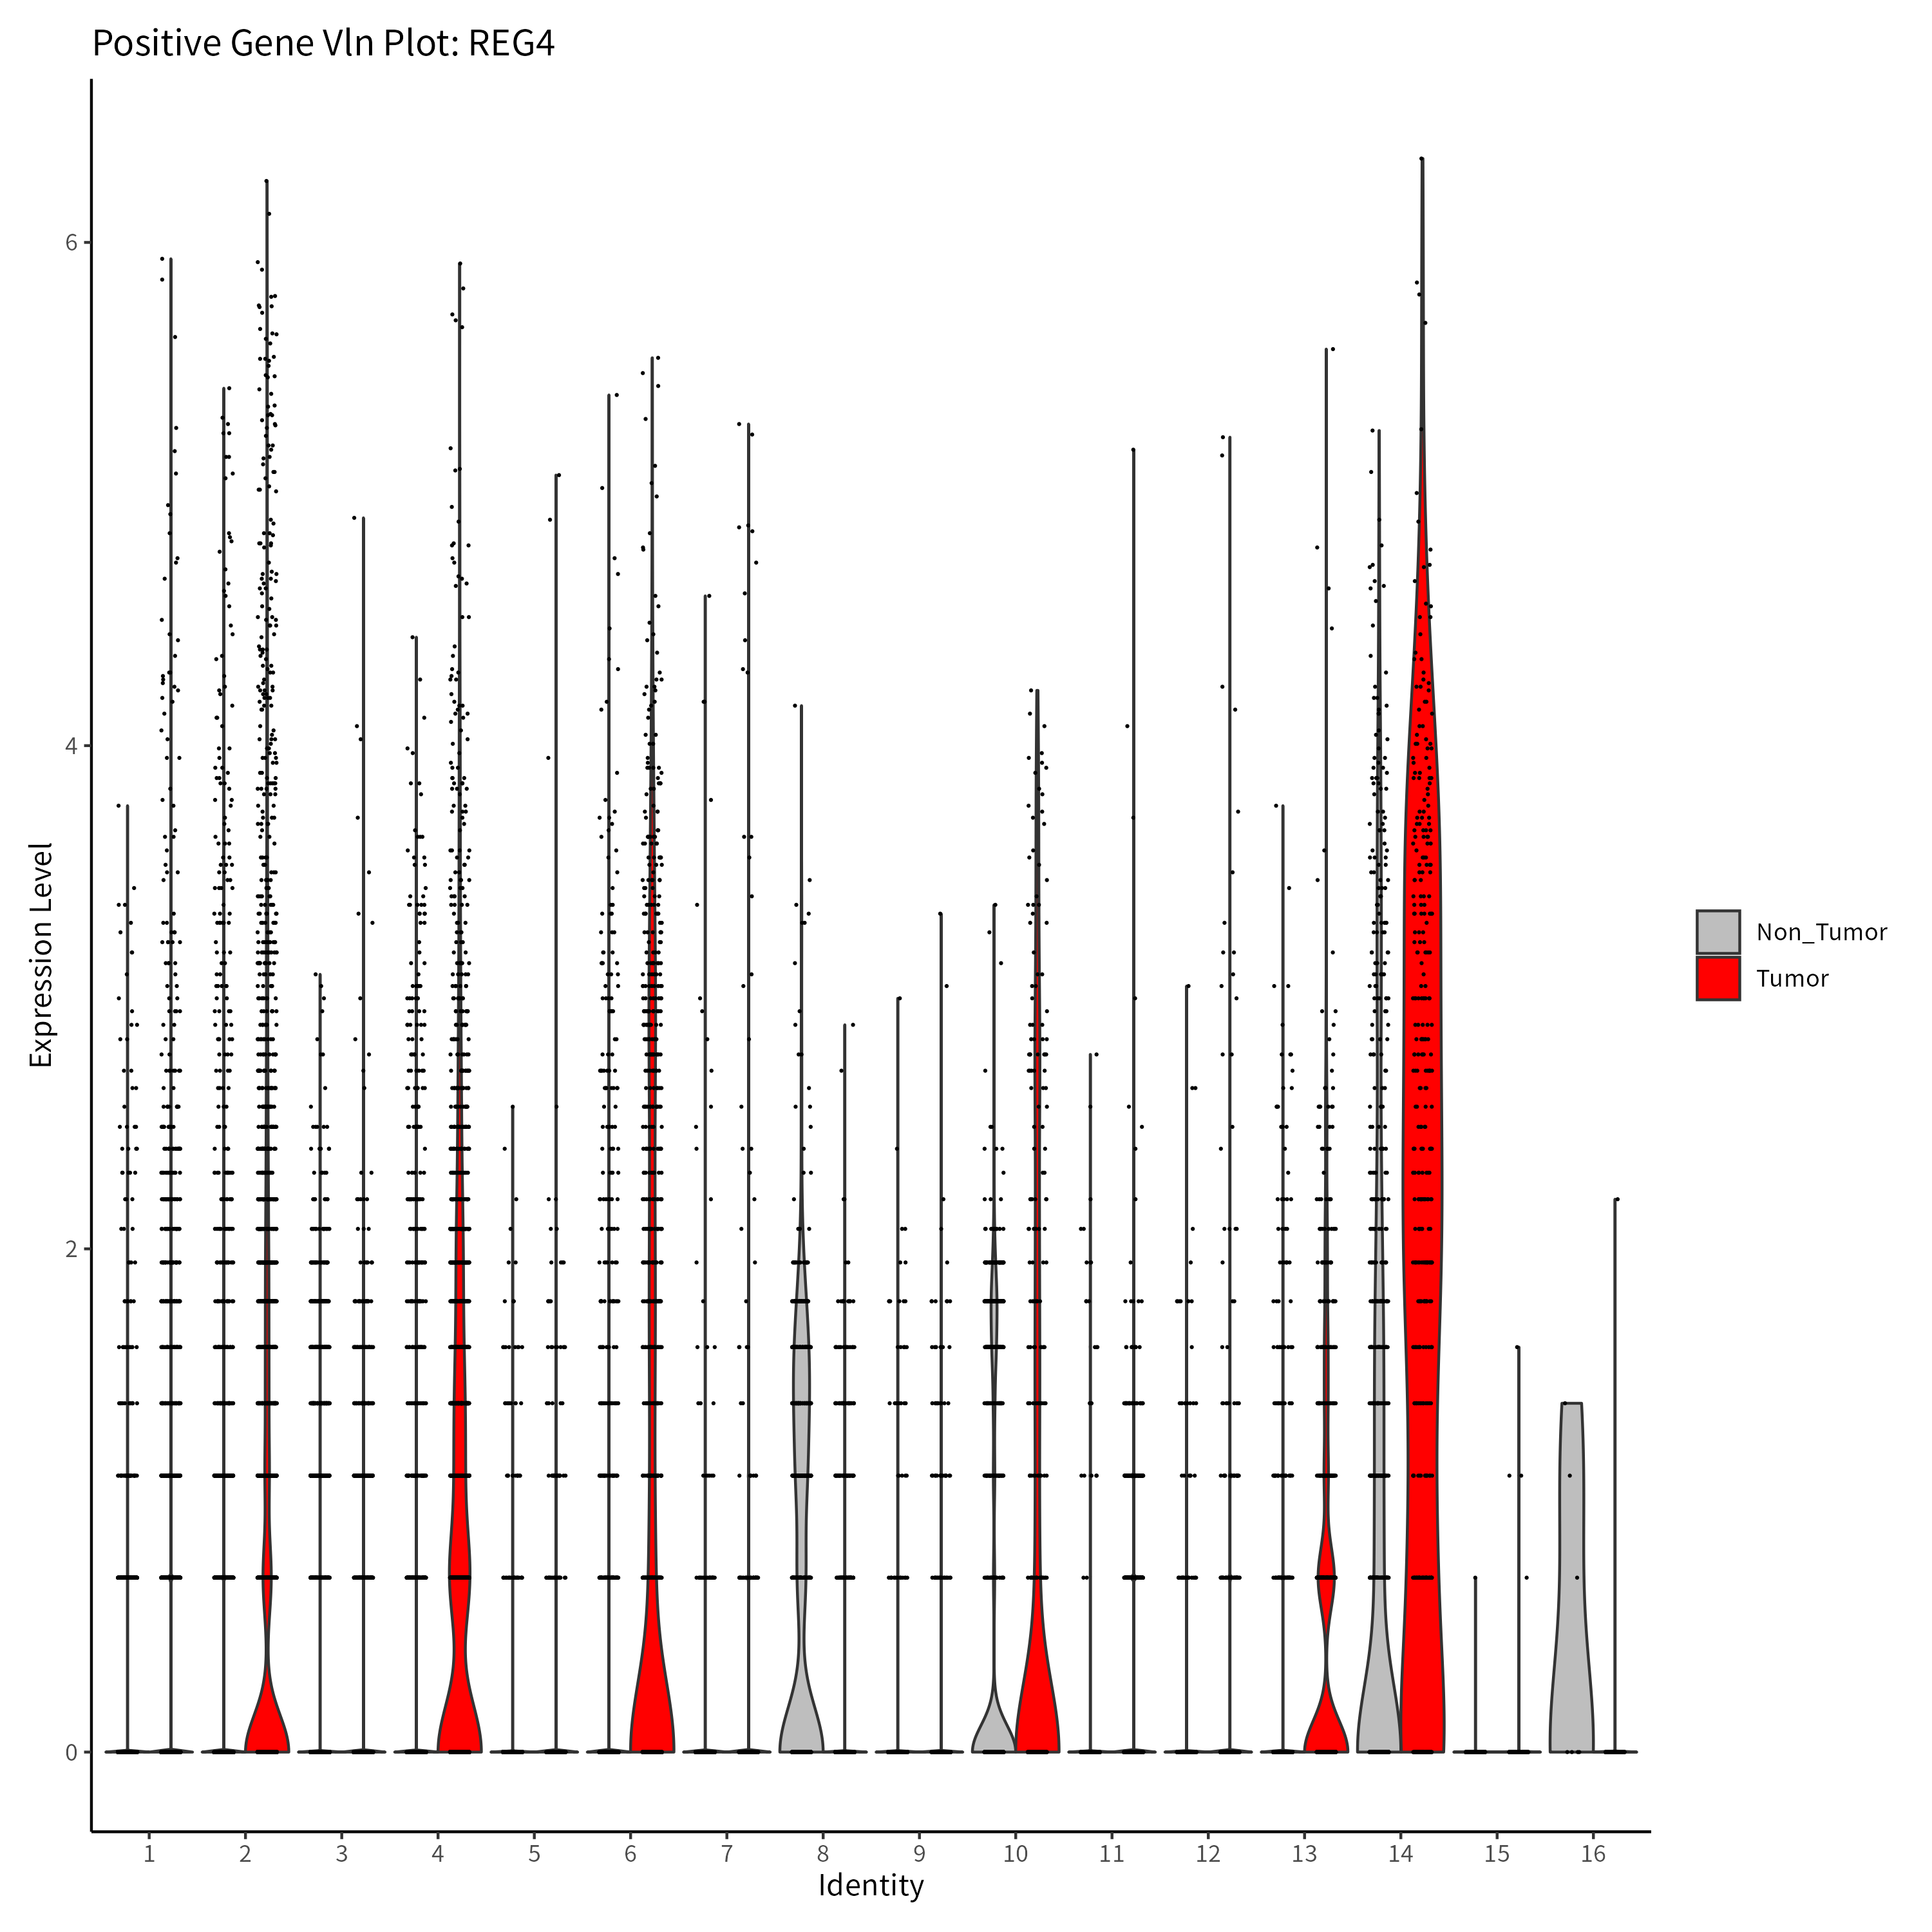 Positive Gene Vln Plot: REG4
Expression Level
6
4
2
0
1 2 3 4 5 6 7 8 9 10 11 12 13 14 15 16
Identity
Non_Tumor
Tumor